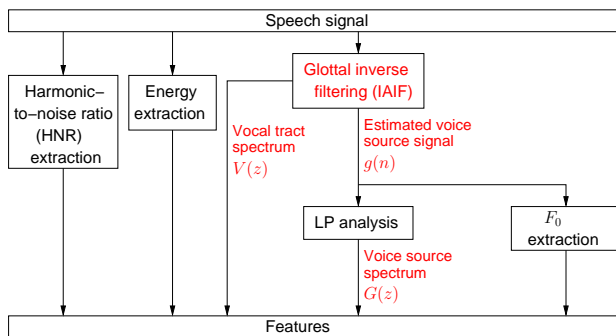 Speech signal
Harmonic–
to–noise ratio
(HNR)
extraction
Energy
extraction
Glottal inverse
filtering (IAIF)
Vocal tract
spectrum
V(z)
Estimated voice
source signal
g(n)
LP analysis
F₀
extraction
Voice source
spectrum
G(z)
Features